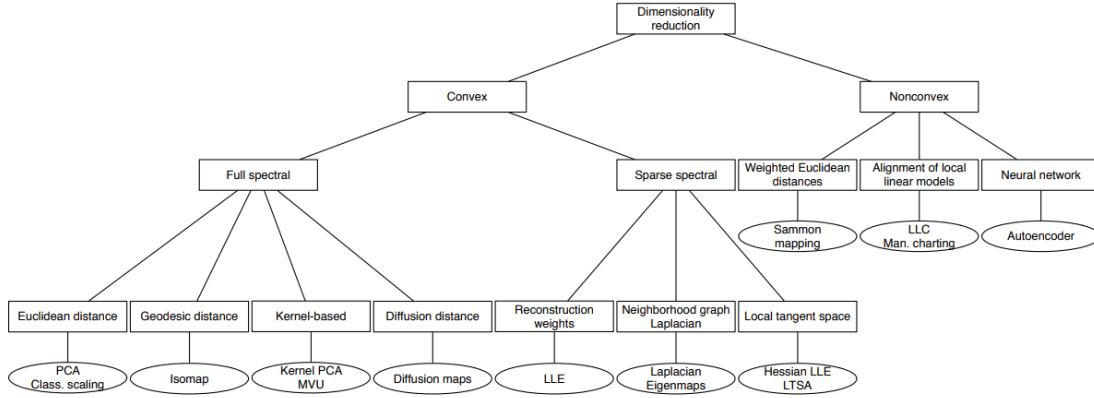 Dimensionality
reduction
Convex
Nonconvex
Full spectral
Sparse spectral
Weighted Euclidean
distances
Alignment of local
linear models
Neural network
Sammon
mapping
LLC
Man. charting
Autoencoder
Euclidean distance
Geodesic distance
Kernel-based
Diffusion distance
Reconstruction
weights
Neighborhood graph
Laplacian
Local tangent space
PCA
Class. scaling
Isomap
Kernel PCA
MVU
Diffusion maps
LLE
Laplacian
Eigenmaps
Hessian LLE
LTSA